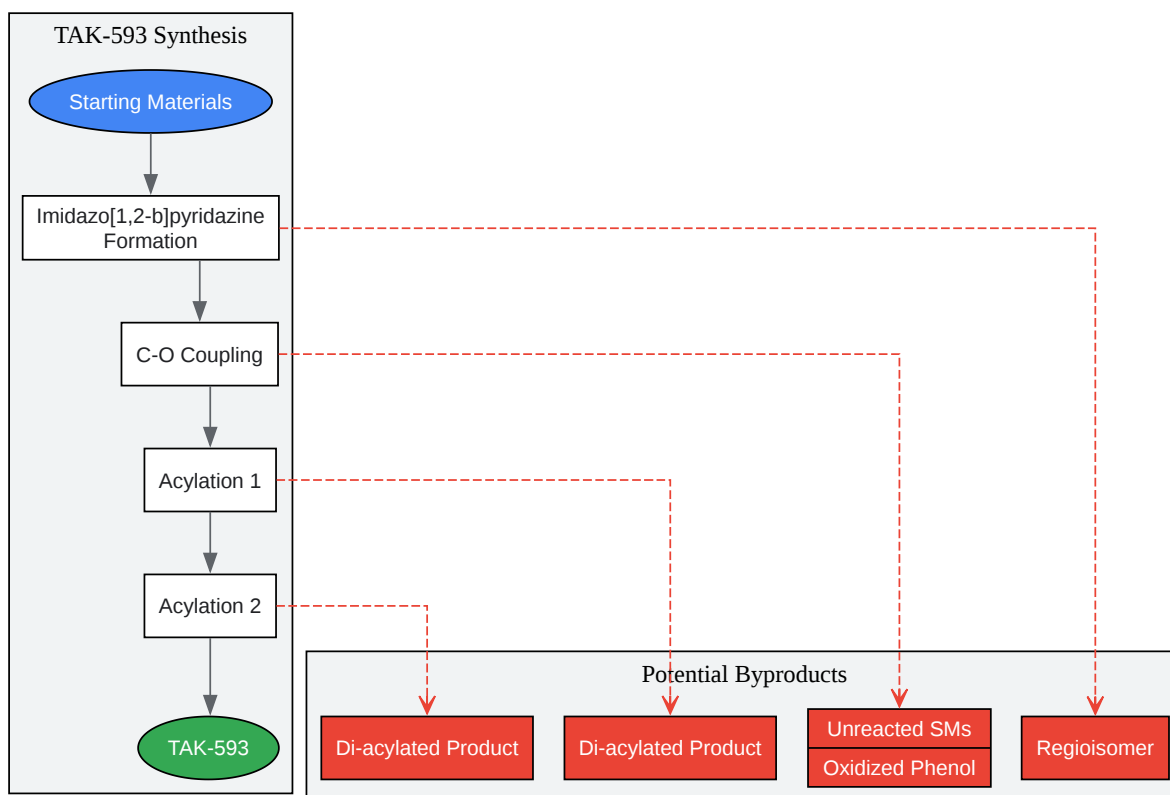 TAK-593 Synthesis
Starting Materials
Imidazo[1,2-b]pyridazine
Formation
C-O Coupling
Acylation 1
Acylation 2
TAK-593
Potential Byproducts
Di-acylated Product
Di-acylated Product
Unreacted SMs
Oxidized Phenol
Regioisomer